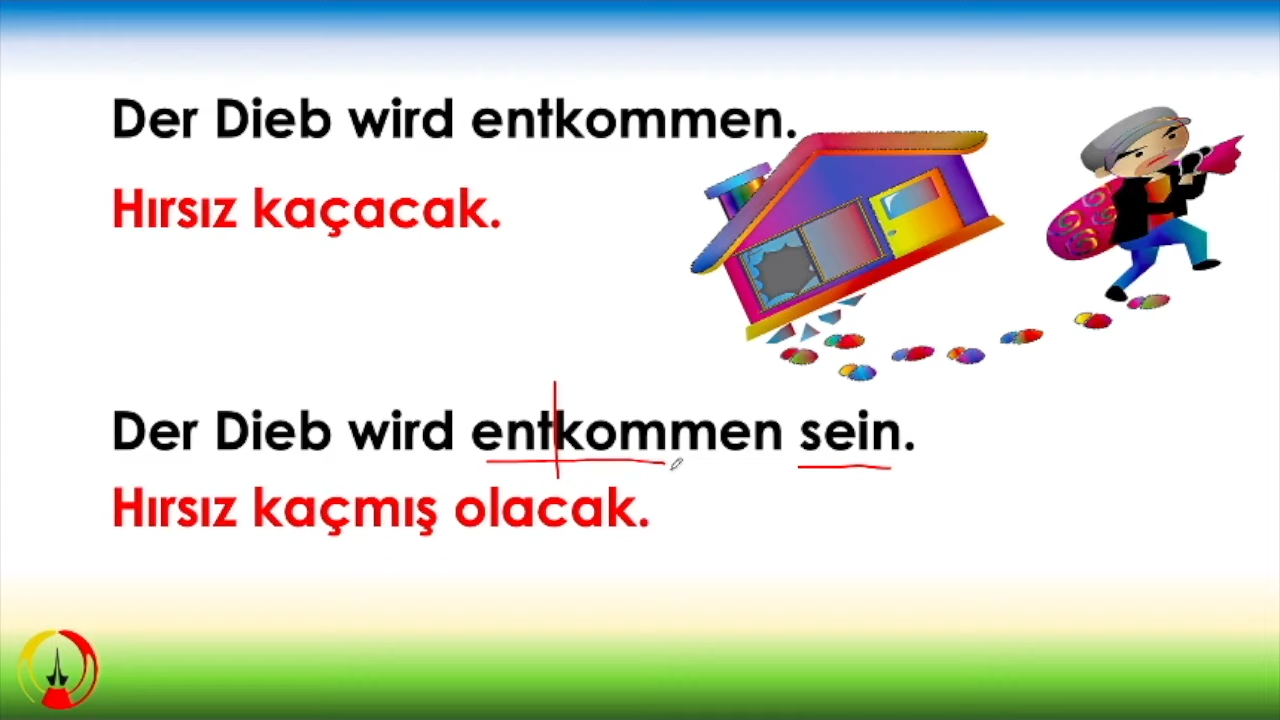 Der Dieb wird entkommen.
Hırsız kaçacak.
Der Dieb wird entkommen sein.
Hırsız kaçmış olacak.